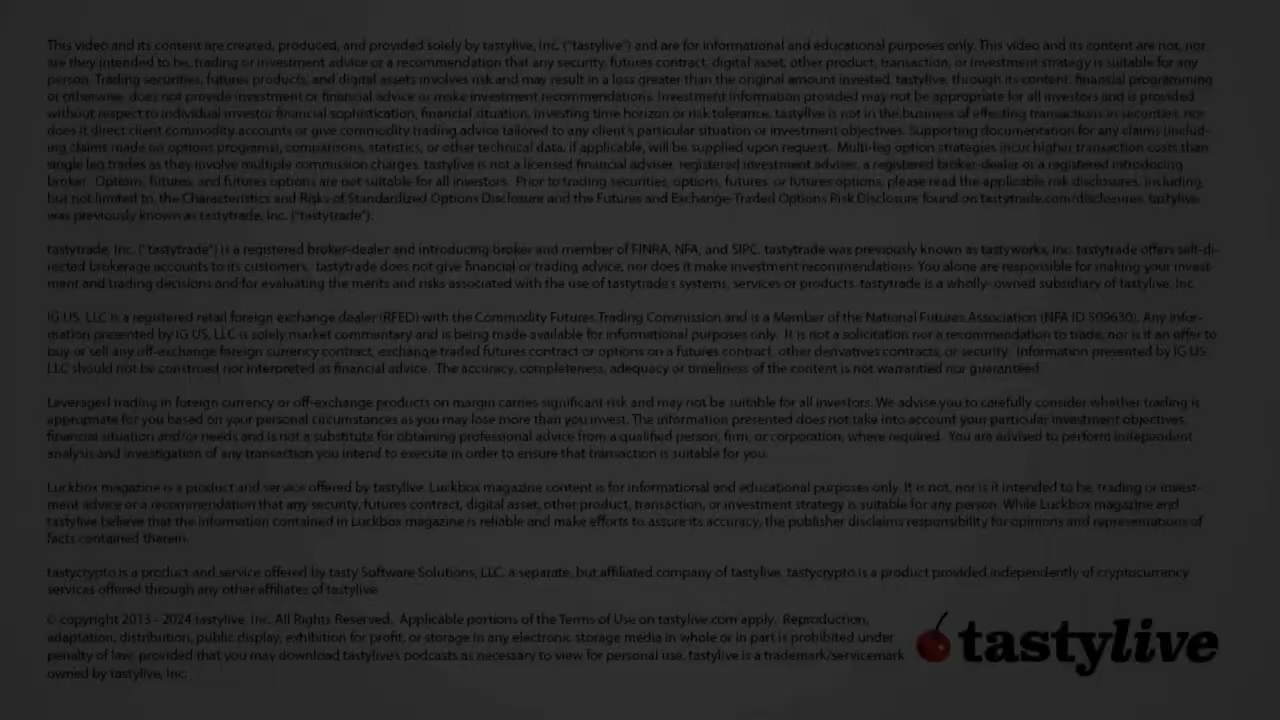 This video and its content are created, produced, and provided solely by tastylive, Inc. ("tastylive") and are for informational and educational purposes only. This video and its content are not, nor
are they intended to be, trading or investment advice or a recommendation that any security, futures contract, digital asset, other product, transaction, or investment strategy is suitable for any
person. Trading securities, futures products, and digital assets involves risk and may result in a loss greater than the original amount invested. tastylive, through its content, financial programming
or otherwise, does not provide investment or financial advice or make investment recommendations. Investment information provided may not be appropriate for all investors and is provided
without respect to individual investor financial sophistication, financial situation, investing time horizon or risk tolerance. tastylive is not in the business of effecting transactions in securities, nor
does it direct client commodity accounts or give commodity trading advice tailored to any client's particular situation or investment objectives. Supporting documentation for any claims (includ-
ing claims made on options programs), comparisons, statistics, or other technical data, if applicable, will be supplied upon request. Multi-leg option strategies incur higher transaction costs than
single leg trades as they involve multiple commission charges. tastylive is not a licensed financial adviser, registered investment adviser, a registered broker-dealer or a registered introducing
broker. Options, futures, and futures options are not suitable for all investors. Prior to trading securities, options, futures, or futures options, please read the applicable risk disclosures, including,
but not limited to, the Characteristics and Risks of Standardized Options Disclosure and the Futures and Exchange-Traded Options Risk Disclosure found on tastytrade.com/disclosures. tastylive
was previously known as tastytrade, Inc. ("tastytrade").
tastytrade, Inc. ("tastytrade") is a registered broker-dealer and introducing broker and member of FINRA, NFA, and SIPC. tastytrade was previously known as tastyworks, Inc. tastytrade offers self-di-
rected brokerage accounts to its customers. tastytrade does not give financial or trading advice, nor does it make investment recommendations. You alone are responsible for making your invest-
ment and trading decisions and for evaluating the merits and risks associated with the use of tastytrade's systems, services or products. tastytrade is a wholly- owned subsidiary of tastylive, Inc.
IG US, LLC is a registered retail foreign exchange dealer (RFED) with the Commodity Futures Trading Commission and is a Member of the National Futures Association (NFA ID 509630). Any infor-
mation presented by IG US, LLC is solely market commentary and is being made available for informational purposes only. It is not a solicitation nor a recommendation to trade, nor is it an offer to
buy or sell any off-exchange foreign currency contract, exchange traded futures contract or options on a futures contract, other derivatives contracts, or security. Information presented by IG US,
LLC should not be construed nor interpreted as financial advice. The accuracy, completeness, adequacy or timeliness of the content is not warrantied nor guaranteed.
Leveraged trading in foreign currency or off-exchange products on margin carries significant risk and may not be suitable for all investors. We advise you to carefully consider whether trading is
appropriate for you based on your personal circumstances as you may lose more than you invest. The information presented does not take into account your particular investment objectives,
financial situation and/or needs and is not a substitute for obtaining professional advice from a qualified person, firm, or corporation, where required. You are advised to perform independent
analysis and investigation of any transaction you intend to execute in order to ensure that transaction is suitable for you.
Luckbox magazine is a product and service offered by tastylive. Luckbox magazine content is for informational and educational purposes only. It is not, nor is it intended to be, trading or invest-
ment advice or a recommendation that any security, futures contract, digital asset, other product, transaction, or investment strategy is suitable for any person. While Luckbox magazine and
tastylive believe that the information contained in Luckbox magazine is reliable and make efforts to assure its accuracy, the publisher disclaims responsibility for opinions and representations of
facts contained therein.
tastycrypto is a product and service offered by tasty Software Solutions, LLC, a separate, but affiliated company of tastylive. tastycrypto is a product provided independently of cryptocurrency
services offered through any other affiliates of tastylive.
© copyright 2013 - 2024 tastylive, Inc. All Rights Reserved. Applicable portions of the Terms of Use on tastylive.com apply. Reproduction,
adaptation, distribution, public display, exhibition for profit, or storage in any electronic storage media in whole or in part is prohibited under
penalty of law, provided that you may download tastylive's podcasts as necessary to view for personal use. tastylive is a trademark/servicemark
owned by tastylive, Inc.
tastylive